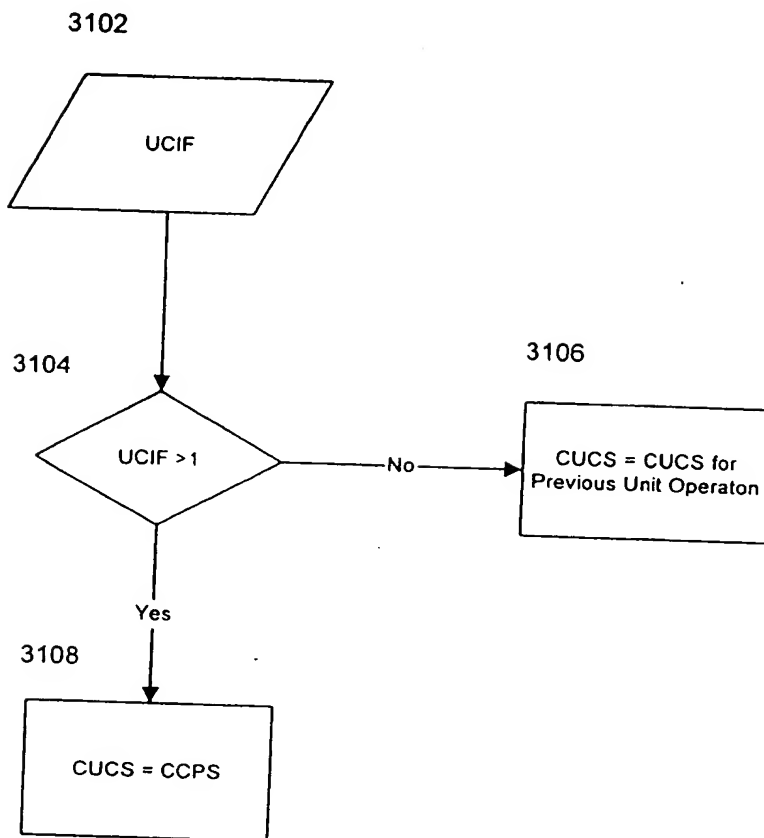 3102
UCIF
3104
UCIF >1
No
3106
CUCS = CUCS for
Previous Unit Operaton
Yes
3108
CUCS = CCPS